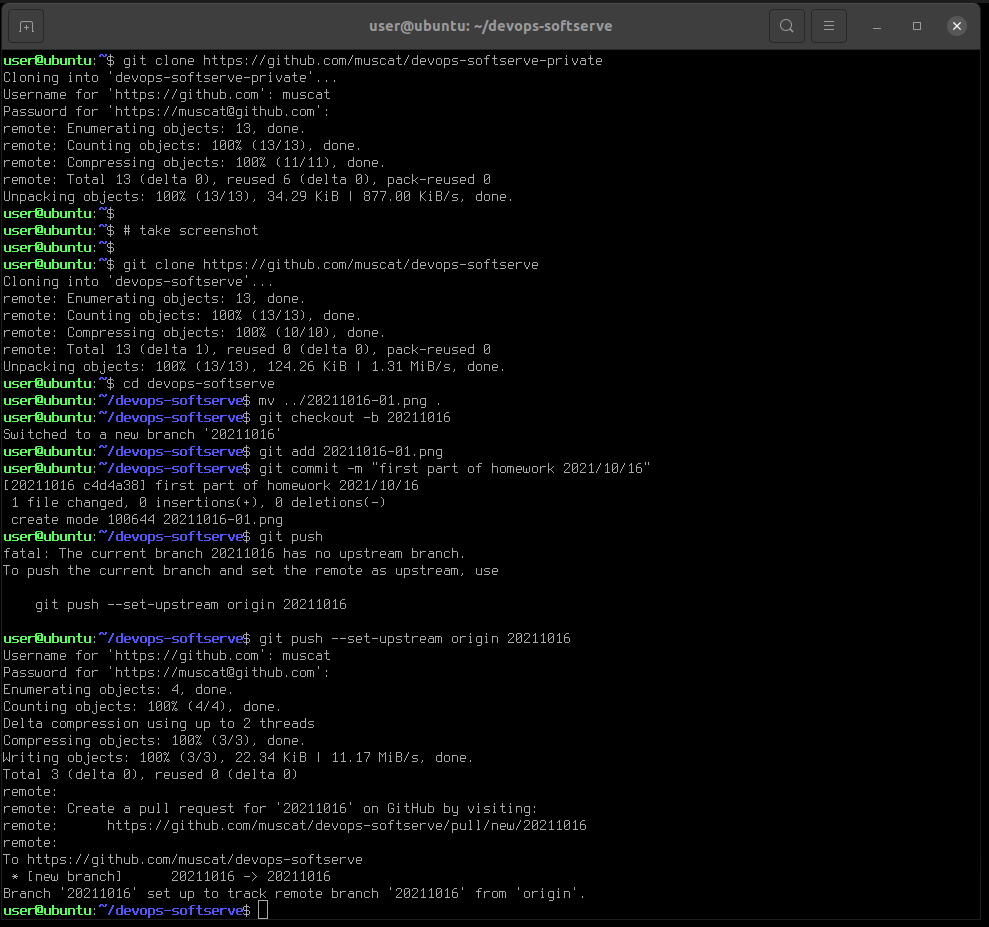 user@ubuntu: ~/devops-softserve
user@ubuntu:~$ git clone https://github.com/muscat/devops-softserve-private
Cloning into 'devops-softserve-private'...
Username for 'https://github.com': muscat
Password for 'https://muscat@github.com':
remote: Enumerating objects: 13, done.
remote: Counting objects: 100% (13/13), done.
remote: Compressing objects: 100% (11/11), done.
remote: Total 13 (delta 0), reused 6 (delta 0), pack-reused 0
Unpacking objects: 100% (13/13), 34.29 KiB | 877.00 KiB/s, done.
user@ubuntu:~$
user@ubuntu:~$ # take screenshot
user@ubuntu:~$
user@ubuntu:~$ git clone https://github.com/muscat/devops-softserve
Cloning into 'devops-softserve'...
remote: Enumerating objects: 13, done.
remote: Counting objects: 100% (13/13), done.
remote: Compressing objects: 100% (10/10), done.
remote: Total 13 (delta 1), reused 0 (delta 0), pack-reused 0
Unpacking objects: 100% (13/13), 124.26 KiB | 1.31 MiB/s, done.
user@ubuntu:~$ cd devops-softserve
user@ubuntu:~/devops-softserve$ mv ../20211016-01.png .
user@ubuntu:~/devops-softserve$ git checkout -b 20211016
Switched to a new branch '20211016'
user@ubuntu:~/devops-softserve$ git add 20211016-01.png
user@ubuntu:~/devops-softserve$ git commit -m "first part of homework 2021/10/16"
[20211016 c4d4a38] first part of homework 2021/10/16
 1 file changed, 0 insertions(+), 0 deletions(-)
 create mode 100644 20211016-01.png
user@ubuntu:~/devops-softserve$ git push
fatal: The current branch 20211016 has no upstream branch.
To push the current branch and set the remote as upstream, use
    git push --set-upstream origin 20211016
user@ubuntu:~/devops-softserve$ git push --set-upstream origin 20211016
Username for 'https://github.com': muscat
Password for 'https://muscat@github.com':
Enumerating objects: 4, done.
Counting objects: 100% (4/4), done.
Delta compression using up to 2 threads
Compressing objects: 100% (3/3), done.
Writing objects: 100% (3/3), 22.34 KiB | 11.17 MiB/s, done.
Total 3 (delta 0), reused 0 (delta 0)
remote:
remote: Create a pull request for '20211016' on GitHub by visiting:
remote:      https://github.com/muscat/devops-softserve/pull/new/20211016
remote:
To https://github.com/muscat/devops-softserve
 * [new branch]      20211016 -> 20211016
Branch '20211016' set up to track remote branch '20211016' from 'origin'.
user@ubuntu:~/devops-softserve$